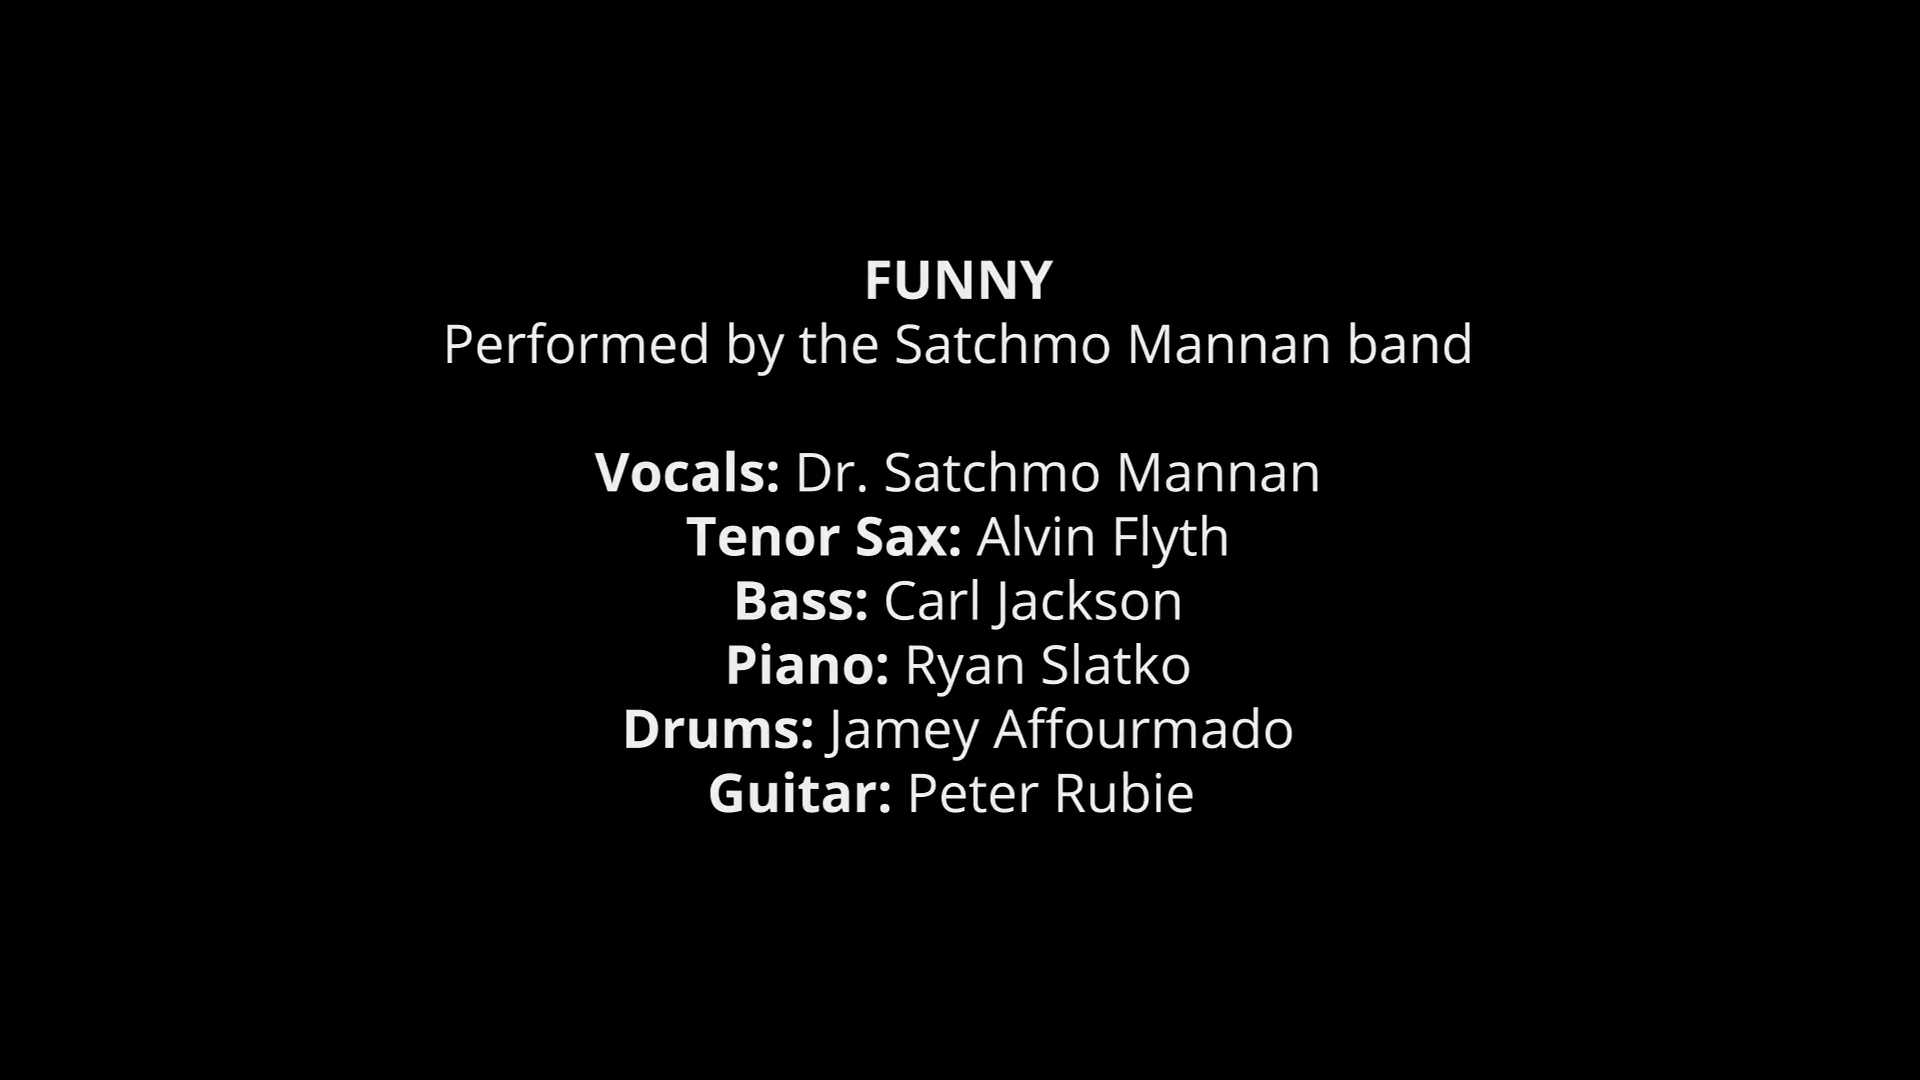 FUNNY
Performed by the Satchmo Mannan band
Vocals: Dr. Satchmo Mannan
Tenor Sax: Alvin Flyth
Bass: Carl Jackson
Piano: Ryan Slatko
Drums: Jamey Affourmado
Guitar: Peter Rubie